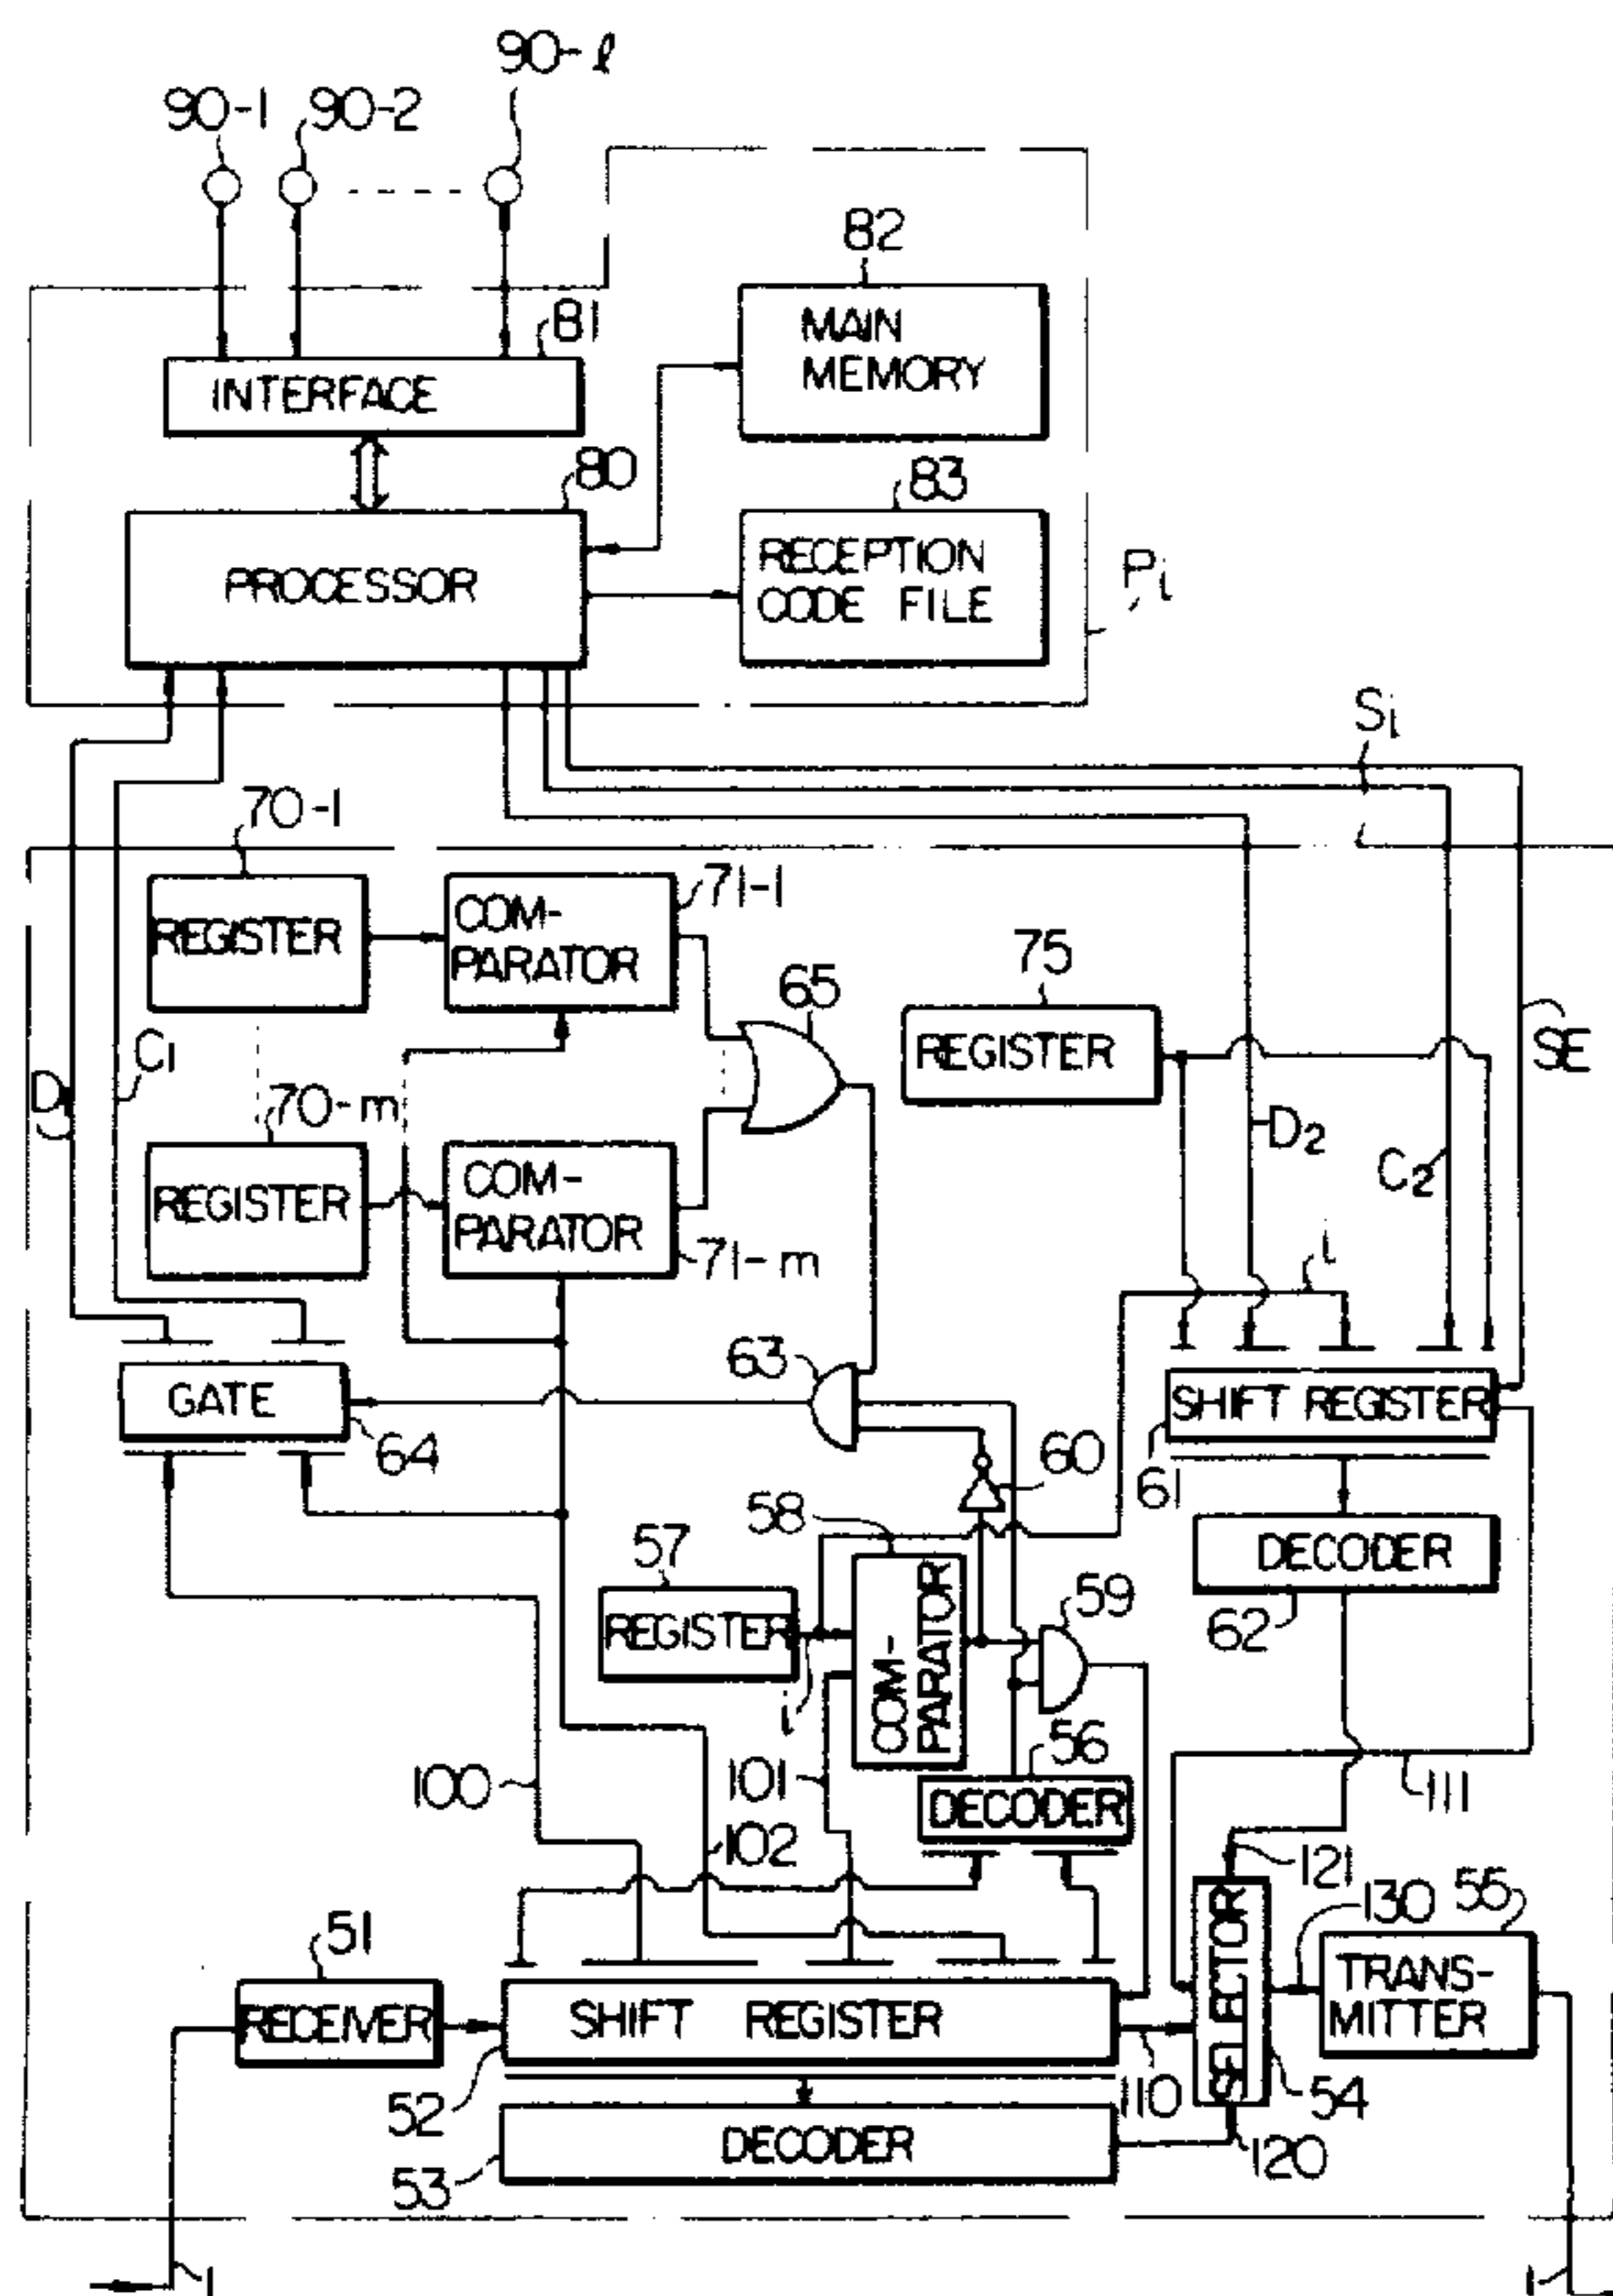 90-l
90-1
90-2
82
MAIN
MEMORY
81
INTERFACE
80
83
PROCESSOR
RECEPTION
CODE FILE
Pi
Si
70-1
71-1
REGISTER
COM-
PARATOR
65
75
REGISTER
SE
D1
C1
70-m
D2
C2
REGISTER
COM-
PARATOR
71-m
i
63
GATE
64
SHIFT REGISTER
61
60
58
57
DECODER
62
59
REGISTER
COM-
PARATOR
i
56
101
100
DECODER
111
102
121
130
55
51
RECEIVER
SHIFT REGISTER
SELECTOR
TRANS-
MITTER
52
110
54
DECODER
53
120
1
1